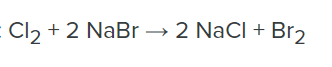 Cl₂ + 2 NaBr → 2 NaCl + Br₂